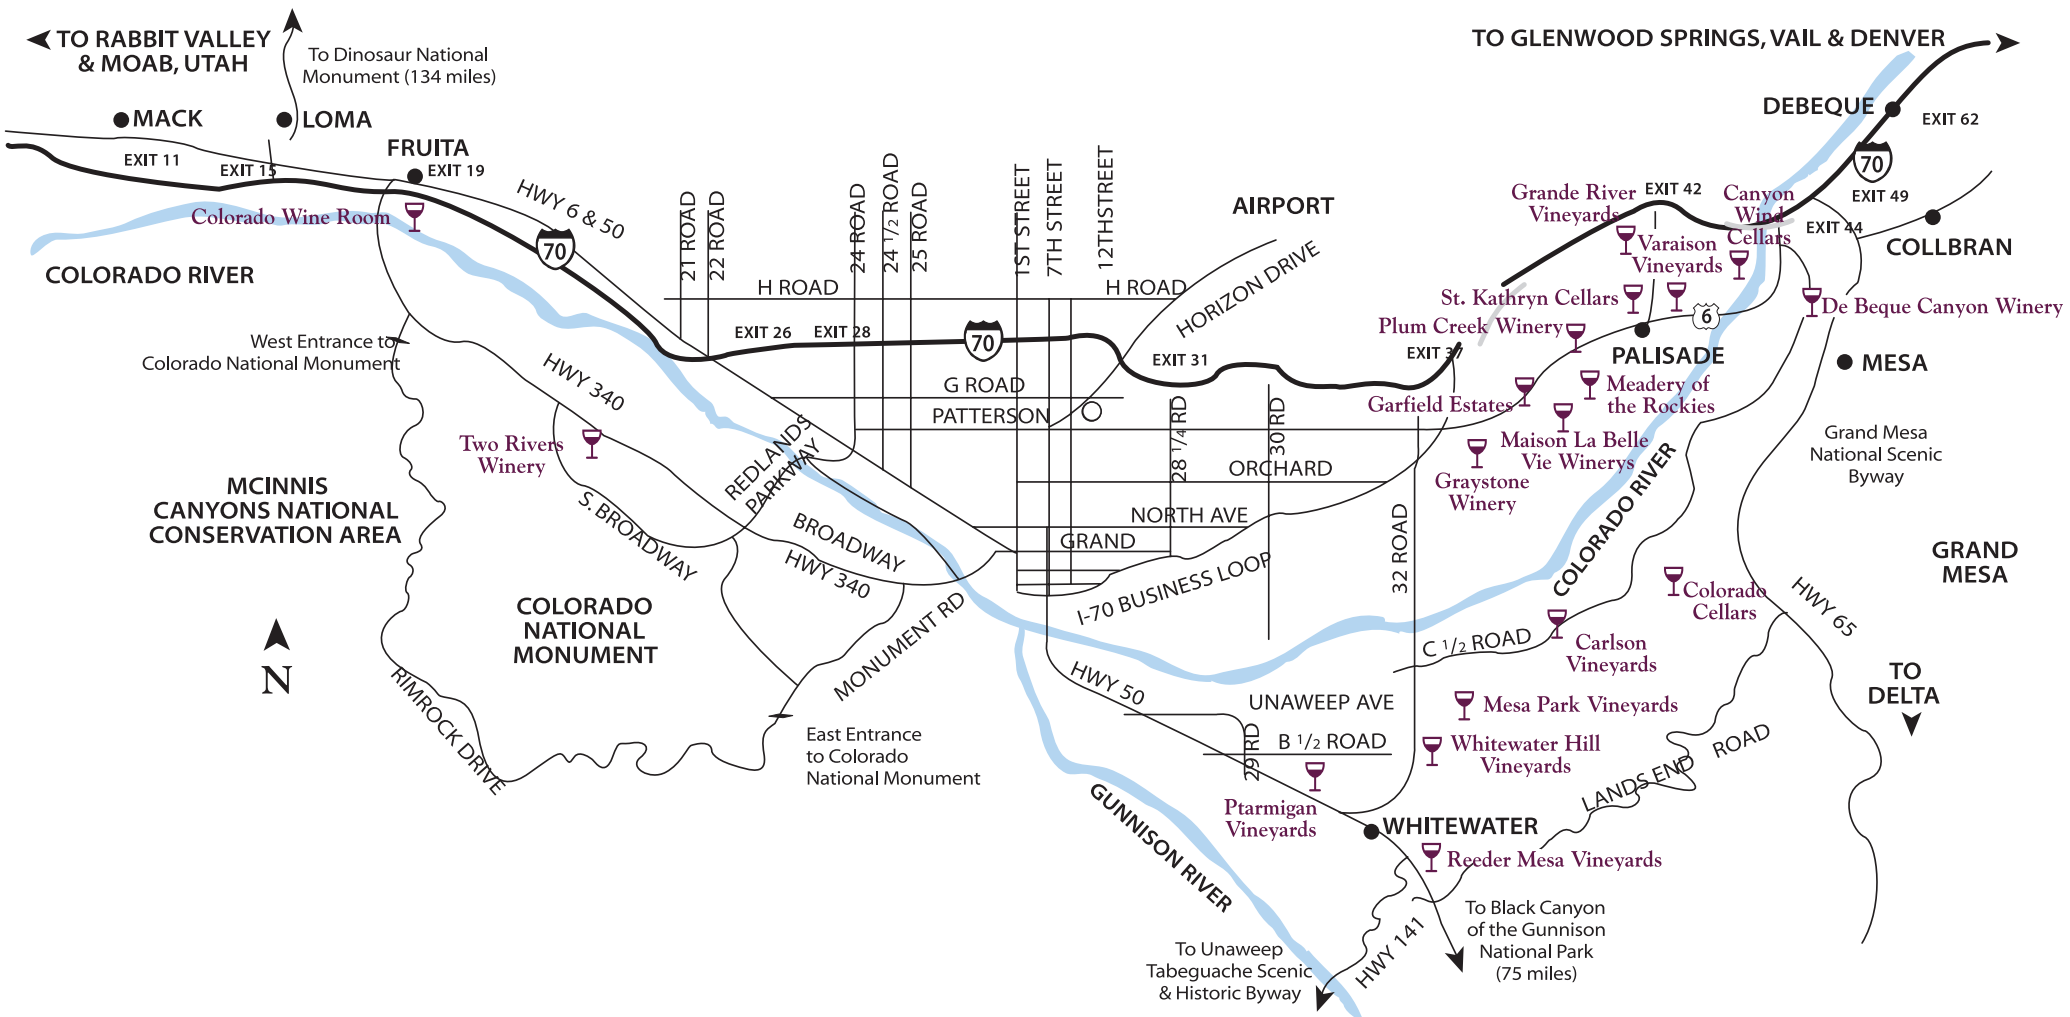 TO RABBIT VALLEY
& MOAB, UTAH
To Dinosaur National
Monument (134 miles)
TO GLENWOOD SPRINGS, VAIL & DENVER
MACK
LOMA
FRUITA
EXIT 11
EXIT 15
EXIT 19
HWY 6 & 50
Colorado Wine Room
COLORADO RIVER
70
West Entrance to
Colorado National Monument
HWY 340
Two Rivers
Winery
MCINNIS
CANYONS NATIONAL
CONSERVATION AREA
S. BROADWAY
REDLANDS
PARKWAY
BROADWAY
HWY 340
COLORADO
NATIONAL
MONUMENT
N
RIMROCK DRIVE
MONUMENT RD
East Entrance
to Colorado
National Monument
21 ROAD
22 ROAD
24 ROAD
24 1/2 ROAD
25 ROAD
1ST STREET
7TH STREET
12THSTREET
H ROAD
H ROAD
EXIT 26
EXIT 28
70
G ROAD
PATTERSON
AIRPORT
HORIZON DRIVE
EXIT 31
28 1/4 RD
30 RD
ORCHARD
NORTH AVE
GRAND
I-70 BUSINESS LOOP
32 ROAD
EXIT 37
HWY 50
UNAWEEP AVE
29 RD
B 1/2 ROAD
C 1/2 ROAD
GUNNISON RIVER
Ptarmigan
Vineyards
WHITEWATER
Reeder Mesa Vineyards
Whitewater Hill
Vineyards
Mesa Park Vineyards
Carlson
Vineyards
Colorado
Cellars
COLORADO RIVER
LANDS END
ROAD
HWY 141
To Unaweep
Tabeguache Scenic
& Historic Byway
To Black Canyon
of the Gunnison
National Park
(75 miles)
Grande River
Vineyards
EXIT 42
Canyon
Wind
Cellars
Varaison
Vineyards
St. Kathryn Cellars
Plum Creek Winery
6
PALISADE
Garfield Estates
Meadery of
the Rockies
Maison La Belle
Vie Winerys
Graystone
Winery
De Beque Canyon Winery
DEBEQUE
EXIT 62
70
EXIT 49
EXIT 44
COLLBRAN
MESA
Grand Mesa
National Scenic
Byway
GRAND
MESA
HWY 65
TO
DELTA